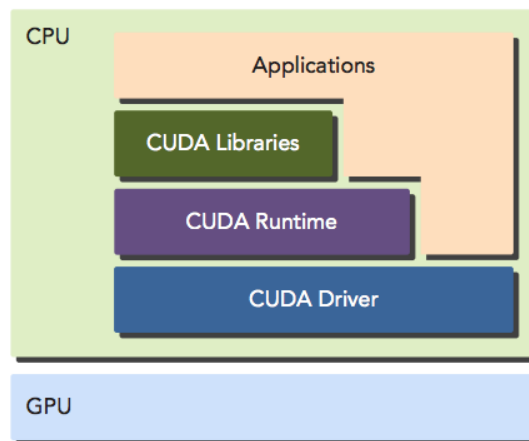 CPU
Applications
CUDA Libraries
CUDA Runtime
CUDA Driver
GPU